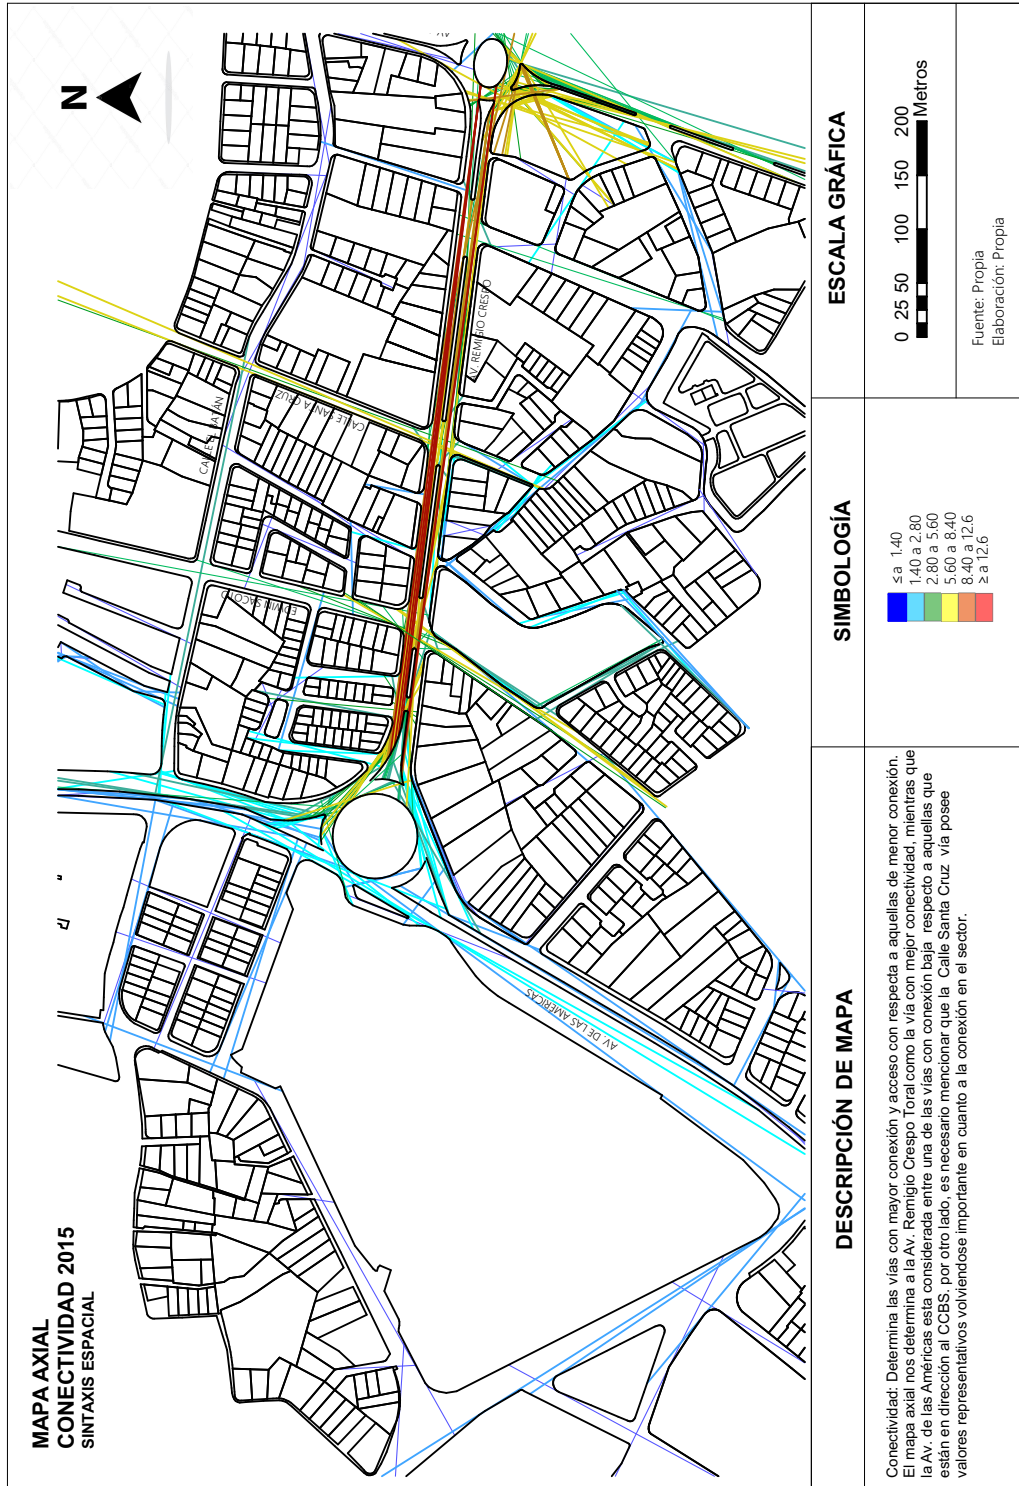 MAPA AXIAL
CONECTIVIDAD 2015
SINTAXIS ESPACIAL
N
AV.
CALLE
CALLE SANTA CRUZ
AV. REMIGIO CRESPO
EDWIN SACOTO
AV. DE LAS AMÉRICAS
DESCRIPCIÓN DE MAPA
Conectividad: Determina las vías con mayor conexión y acceso con respecta a aquellas de menor conexión.
El mapa axial nos determina a la Av. Remigio Crespo Toral como la vía con mejor conectividad, mientras que
la Av. de las Américas esta considerada entre una de las vías con conexión baja respecto a aquellas que
están en dirección al CCBS. por otro lado, es necesario mencionar que la Calle Santa Cruz vía posee
valores representativos volviendose importante en cuanto a la conexión en el sector.
SIMBOLOGÍA
≤ a 1.40
1.40 a 2.80
2.80 a 5.60
5.60 a 8.40
8.40 a 12.6
≥ a 12.6
ESCALA GRÁFICA
0 25 50 100 150 200
Metros
Fuente: Propia
Elaboración: Propia